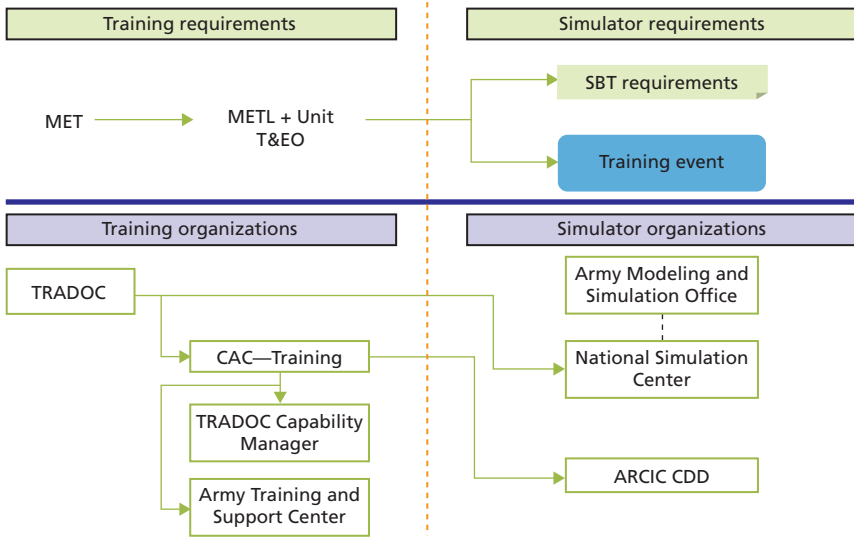 Training requirements
Simulator requirements
MET
METL + Unit
T&EO
SBT requirements
Training event
Training organizations
Simulator organizations
TRADOC
CAC—Training
TRADOC Capability
Manager
Army Training and
Support Center
Army Modeling and
Simulation Office
National Simulation
Center
ARCIC CDD